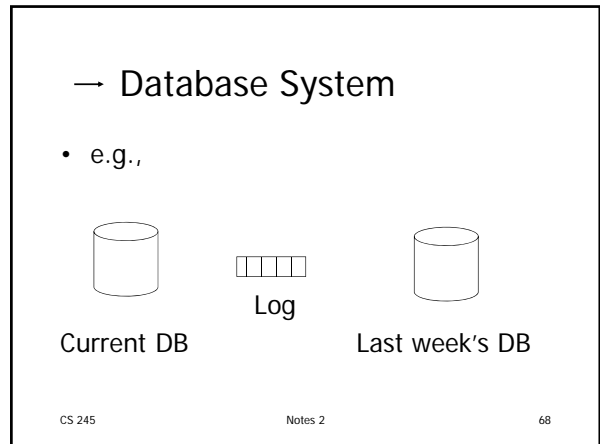 → Database System
• e.g.,
Log
Current DB Last week's DB
CS 245 Notes 2 68